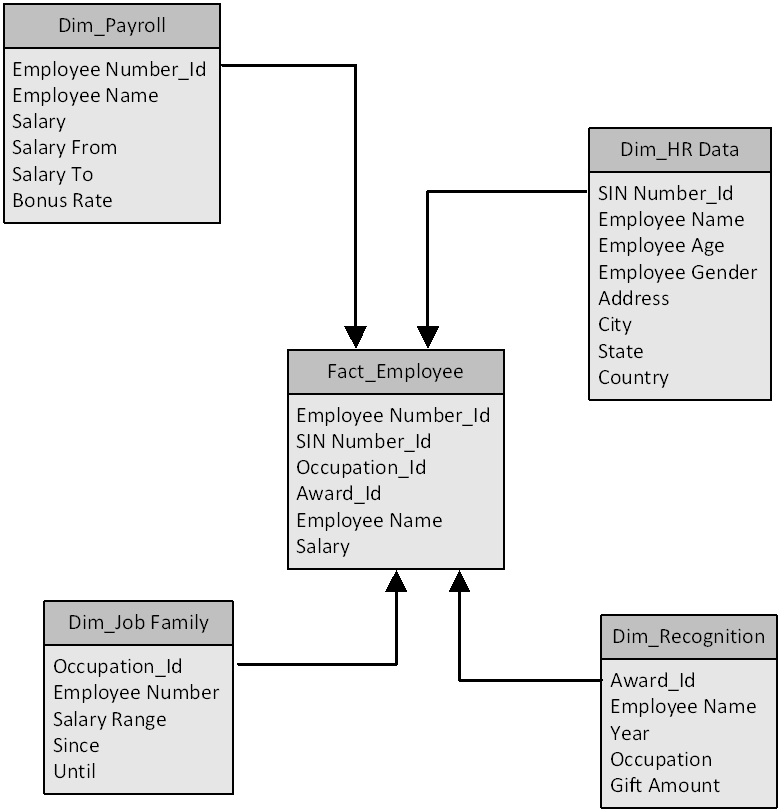 Dim_Payroll
Employee Number_Id
Employee Name
Salary
Salary From
Salary To
Bonus Rate
Dim_HR Data
SIN Number_Id
Employee Name
Employee Age
Employee Gender
Address
City
State
Country
Fact_Employee
Employee Number_Id
SIN Number_Id
Occupation_Id
Award_Id
Employee Name
Salary
Dim_Job Family
Occupation_Id
Employee Number
Salary Range
Since
Until
Dim_Recognition
Award_Id
Employee Name
Year
Occupation
Gift Amount